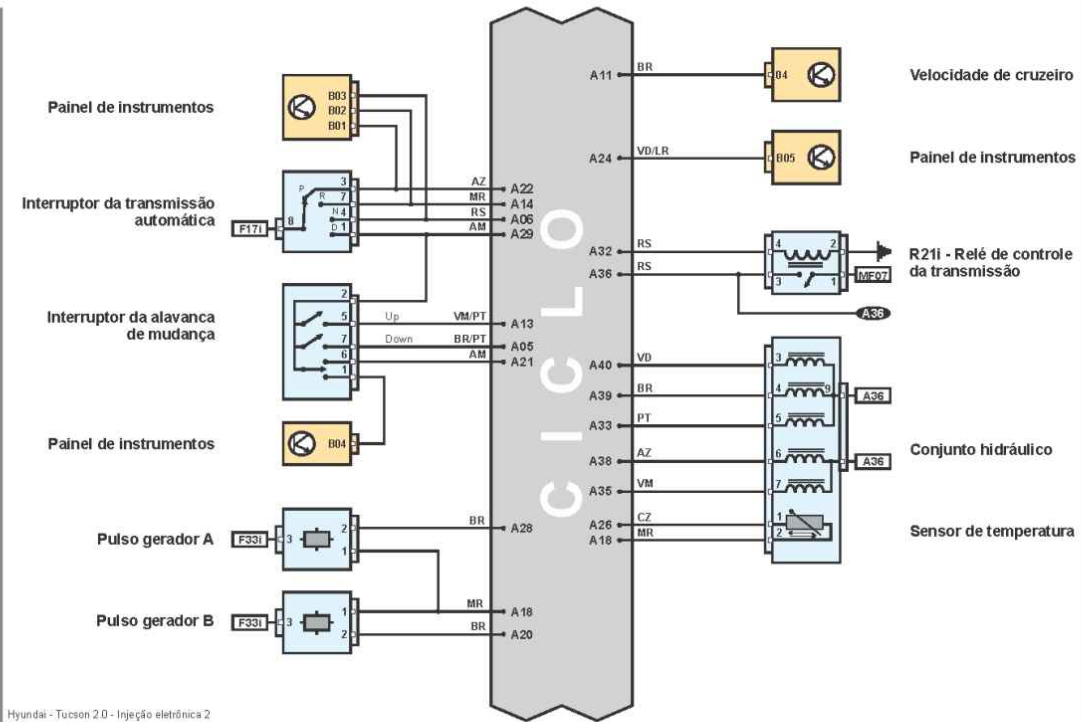 Painel de instrumentos
B03
B02
B01
Interruptor da transmissão
automática
F17i
8
P
R
N
D
3
7
4
1
AZ
A22
MR
A14
RS
A06
AM
A29
Interruptor da alavanca
de mudança
2
5
Up
VM/PT
A13
7
Down
BR/PT
A05
6
AM
A21
1
Painel de instrumentos
B04
Pulso gerador A
F33i
3
2
1
BR
A28
Pulso gerador B
F33i
3
1
2
MR
A18
BR
A20
CICLO
A11
BR
04
Velocidade de cruzeiro
A24
VD/LR
B05
Painel de instrumentos
A32
RS
4
2
R21i - Relé de controle
da transmissão
A36
RS
3
1
MF07
A36
A40
VD
3
A39
BR
4
9
A36
A33
PT
5
A38
AZ
6
A36
Conjunto hidráulico
A35
VM
7
A26
CZ
1
A18
MR
2
Sensor de temperatura
Hyundai - Tucson 2.0 - Injeção eletrônica 2